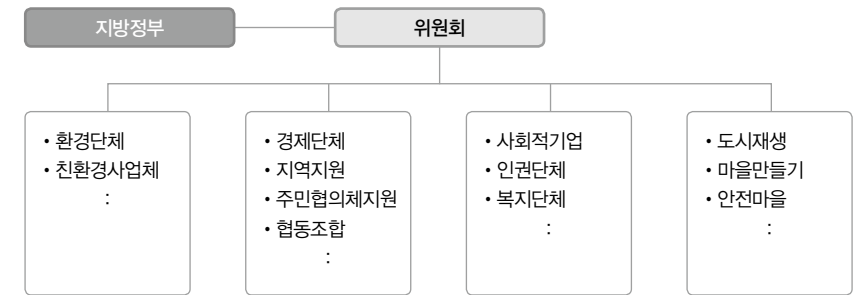 지방정부
위원회
• 환경단체
• 친환경사업체
:
• 경제단체
• 지역지원
• 주민협의체지원
• 협동조합
:
• 사회적기업
• 인권단체
• 복지단체
:
• 도시재생
• 마을만들기
• 안전마을
: